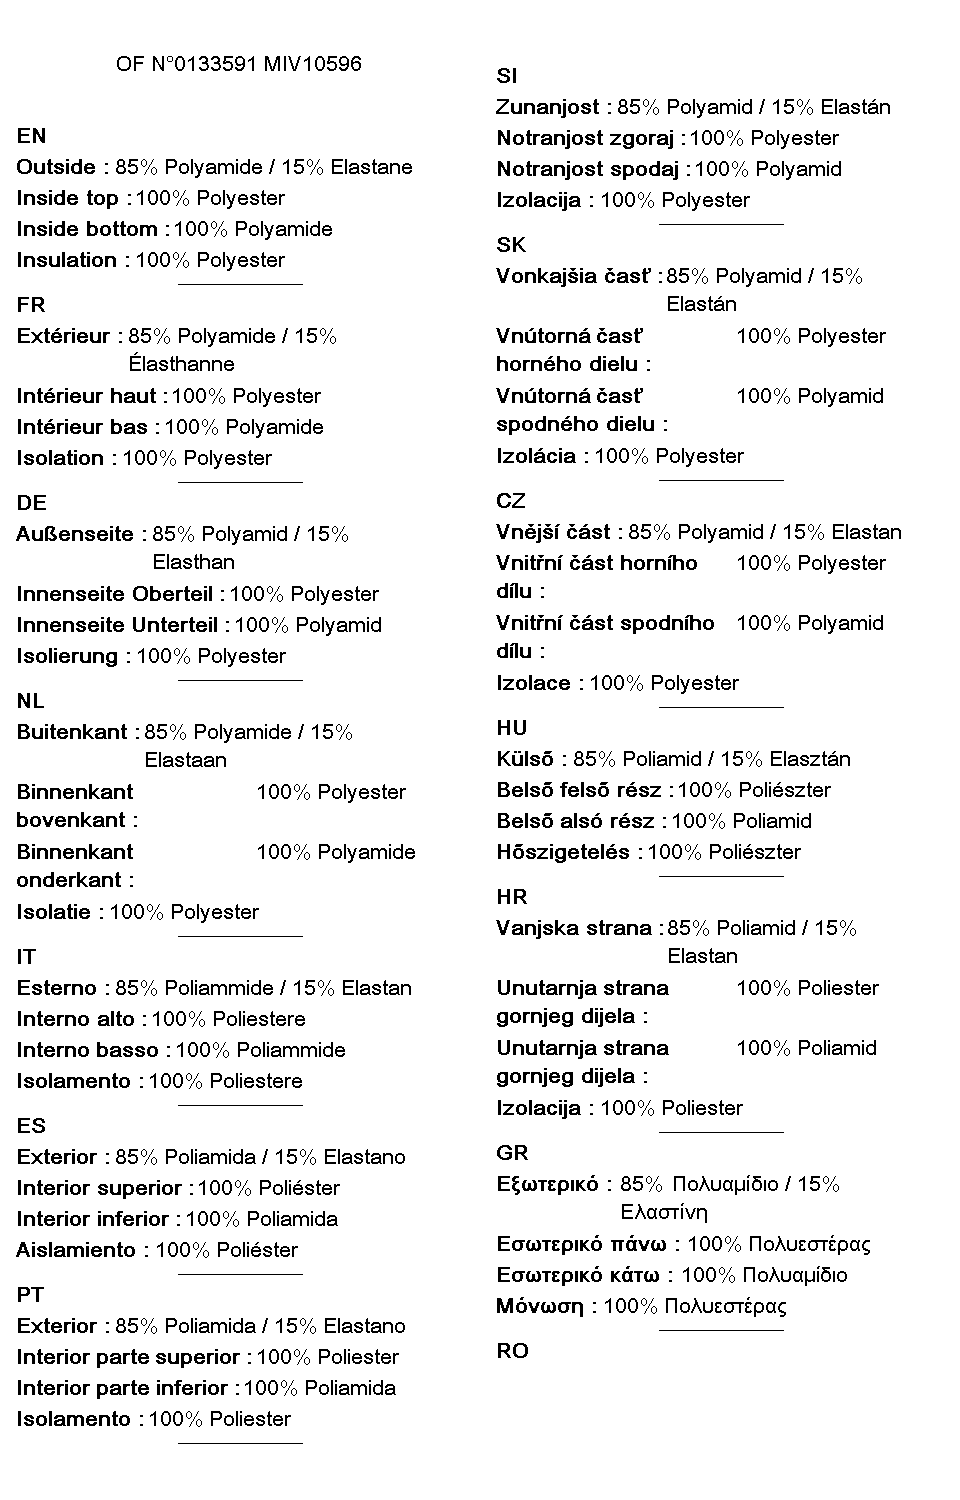 OF N°0133591 MIV10596
EN
Outside : 85% Polyamide / 15% Elastane
Inside top : 100% Polyester
Inside bottom : 100% Polyamide
Insulation : 100% Polyester
FR
Extérieur : 85% Polyamide / 15%
Élasthanne
Intérieur haut : 100% Polyester
Intérieur bas : 100% Polyamide
Isolation : 100% Polyester
DE
Außenseite : 85% Polyamid / 15%
Elasthan
Innenseite Oberteil : 100% Polyester
Innenseite Unterteil : 100% Polyamid
Isolierung : 100% Polyester
NL
Buitenkant : 85% Polyamide / 15%
Elastaan
Binnenkant 100% Polyester
bovenkant :
Binnenkant 100% Polyamide
onderkant :
Isolatie : 100% Polyester
IT
Esterno : 85% Poliammide / 15% Elastan
Interno alto : 100% Poliestere
Interno basso : 100% Poliammide
Isolamento : 100% Poliestere
ES
Exterior : 85% Poliamida / 15% Elastano
Interior superior : 100% Poliéster
Interior inferior : 100% Poliamida
Aislamiento : 100% Poliéster
PT
Exterior : 85% Poliamida / 15% Elastano
Interior parte superior : 100% Poliester
Interior parte inferior : 100% Poliamida
Isolamento : 100% Poliester
SI
Zunanjost : 85% Polyamid / 15% Elastán
Notranjost zgoraj : 100% Polyester
Notranjost spodaj : 100% Polyamid
Izolacija : 100% Polyester
SK
Vonkajšia časť : 85% Polyamid / 15%
Elastán
Vnútorná časť 100% Polyester
horného dielu :
Vnútorná časť 100% Polyamid
spodného dielu :
Izolácia : 100% Polyester
CZ
Vnější část : 85% Polyamid / 15% Elastan
Vnitřní část horního 100% Polyester
dílu :
Vnitřní část spodního 100% Polyamid
dílu :
Izolace : 100% Polyester
HU
Külső : 85% Poliamid / 15% Elasztán
Belső felső rész : 100% Poliészter
Belső alsó rész : 100% Poliamid
Hőszigetelés : 100% Poliészter
HR
Vanjska strana : 85% Poliamid / 15%
Elastan
Unutarnja strana 100% Poliester
gornjeg dijela :
Unutarnja strana 100% Poliamid
gornjeg dijela :
Izolacija : 100% Poliester
GR
Εξωτερικό : 85% Πολυαμίδιο / 15%
Ελαστίνη
Εσωτερικό πάνω : 100% Πολυεστέρας
Εσωτερικό κάτω : 100% Πολυαμίδιο
Μόνωση : 100% Πολυεστέρας
RO